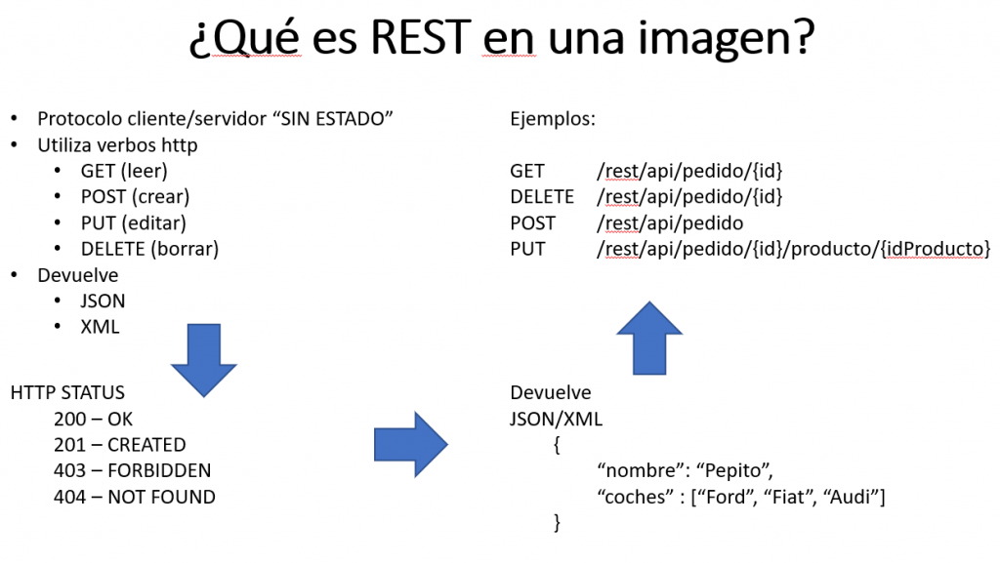 ¿Qué es REST en una imagen?
• Protocolo cliente/servidor “SIN ESTADO”
• Utiliza verbos http
• GET (leer)
• POST (crear)
• PUT (editar)
• DELETE (borrar)
• Devuelve
• JSON
• XML
HTTP STATUS
200 – OK
201 – CREATED
403 – FORBIDDEN
404 – NOT FOUND
Devuelve
JSON/XML
{
“nombre”: “Pepito”,
“coches” : [“Ford”, “Fiat”, “Audi”]
}
Ejemplos:
GET /rest/api/pedido/{id}
DELETE /rest/api/pedido/{id}
POST /rest/api/pedido
PUT /rest/api/pedido/{id}/producto/{idProducto}